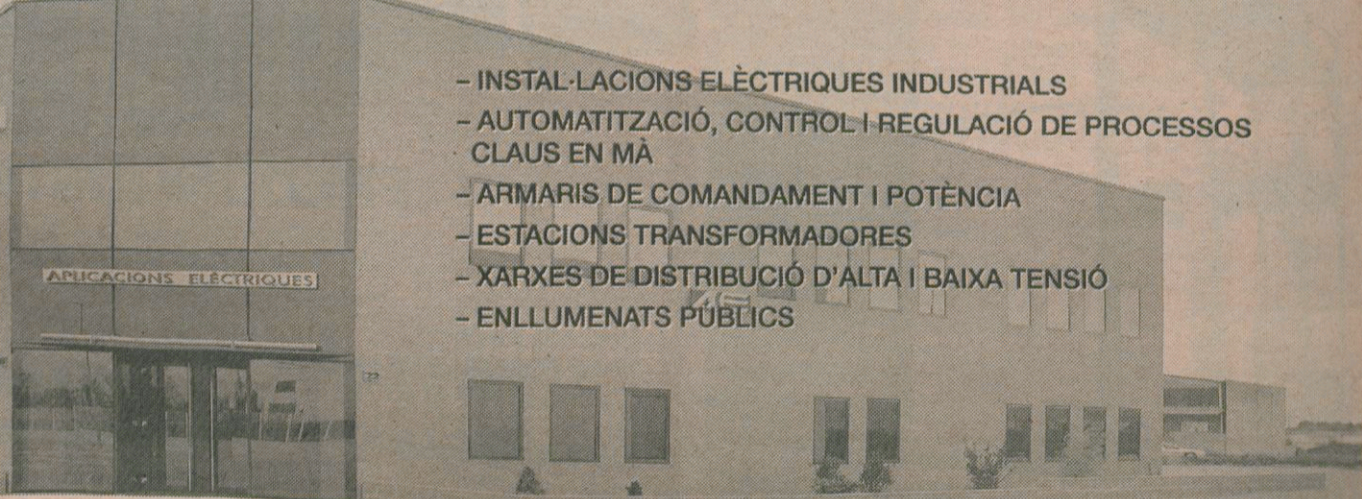 – INSTAL·LACIONS ELÈCTRIQUES INDUSTRIALS
– AUTOMATITZACIÓ, CONTROL I REGULACIÓ DE PROCESSOS
CLAUS EN MÀ
– ARMARIS DE COMANDAMENT I POTÈNCIA
– ESTACIONS TRANSFORMADORES
– XARXES DE DISTRIBUCIÓ D'ALTA I BAIXA TENSIÓ
– ENLLUMENATS PÚBLICS
APLICACIONS ELÈCTRIQUES